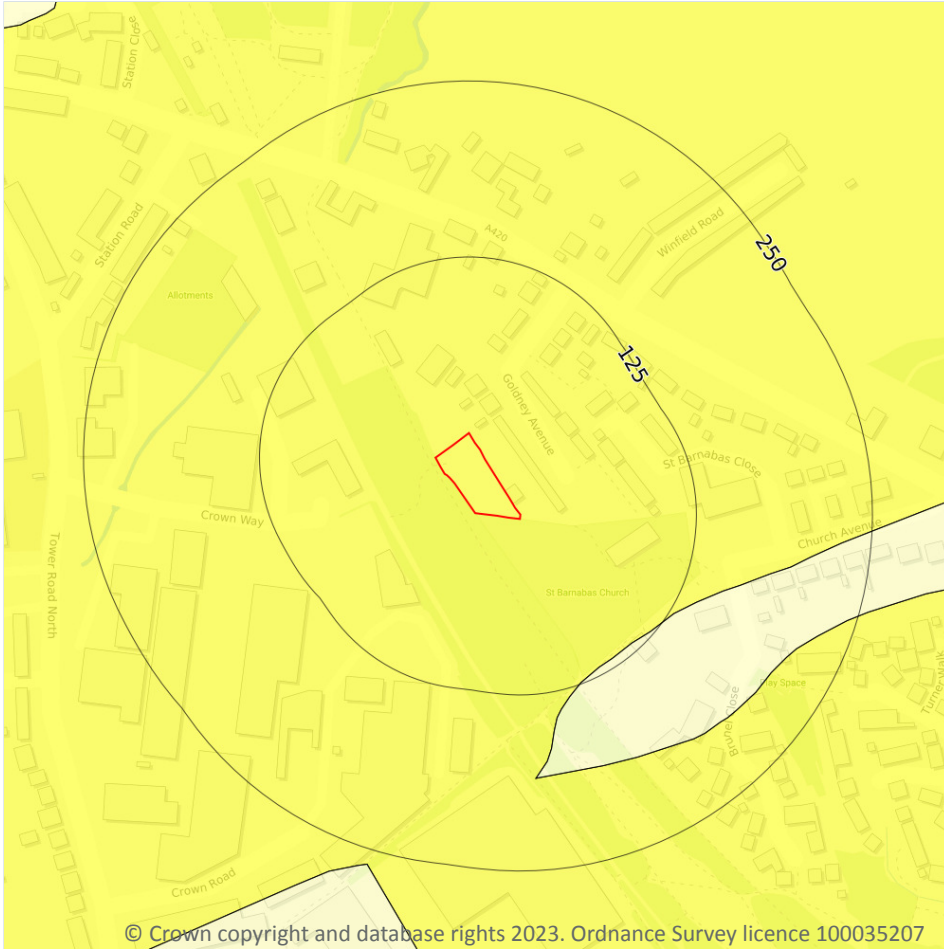 Station Close
Station Road
Allotments
A420
Winfield Road
250
125
Goldney Avenue
St Barnabas Close
Crown Way
Church Avenue
Tower Road North
St Barnabas Church
Play Space
Brunel Close
Turner Way
Crown Road
© Crown copyright and database rights 2023. Ordnance Survey licence 100035207